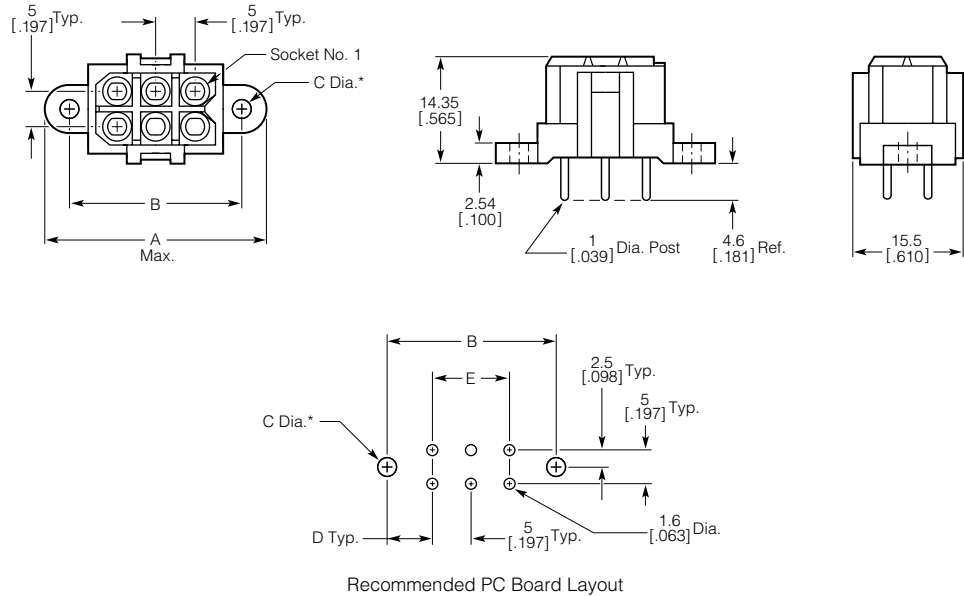 5
[.197] Typ.
5
[.197] Typ.
Socket No. 1
C Dia.*
B
A
Max.
14.35
[.565]
2.54
[.100]
1
[.039] Dia. Post
4.6
[.181] Ref.
15.5
[.610]
B
E
2.5
[.098] Typ.
5
[.197] Typ.
C Dia.*
D Typ.
5
[.197] Typ.
1.6
[.063] Dia.
Recommended PC Board Layout